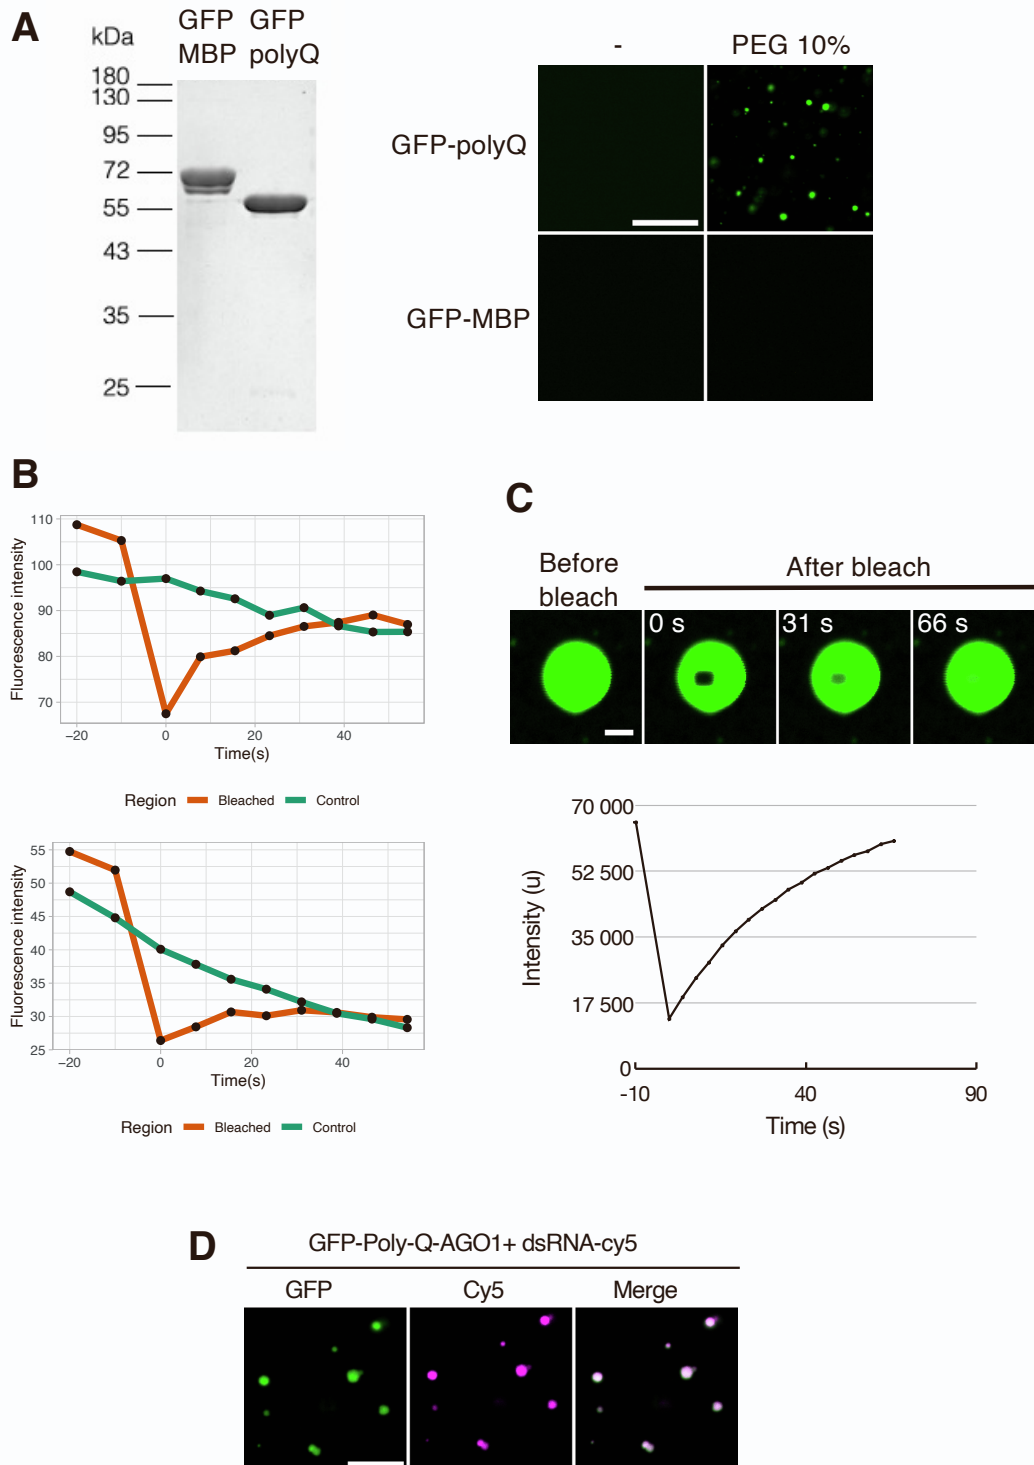 A
kDa
GFP GFP
MBP polyQ
180
130
95
72
55
43
35
25
- PEG 10%
GFP-polyQ
GFP-MBP
B
Fluorescence intensity
110
100
90
80
70
−20 0 20 40
Time(s)
Region Bleached Control
Fluorescence intensity
55
50
45
40
35
30
25
−20 0 20 40
Time(s)
Region Bleached Control
C
Before
bleach
After bleach
0 s 31 s 66 s
Intensity (u)
70 000
52 500
35 000
17 500
0
-10 40 90
Time (s)
D
GFP-Poly-Q-AGO1+ dsRNA-cy5
GFP Cy5 Merge